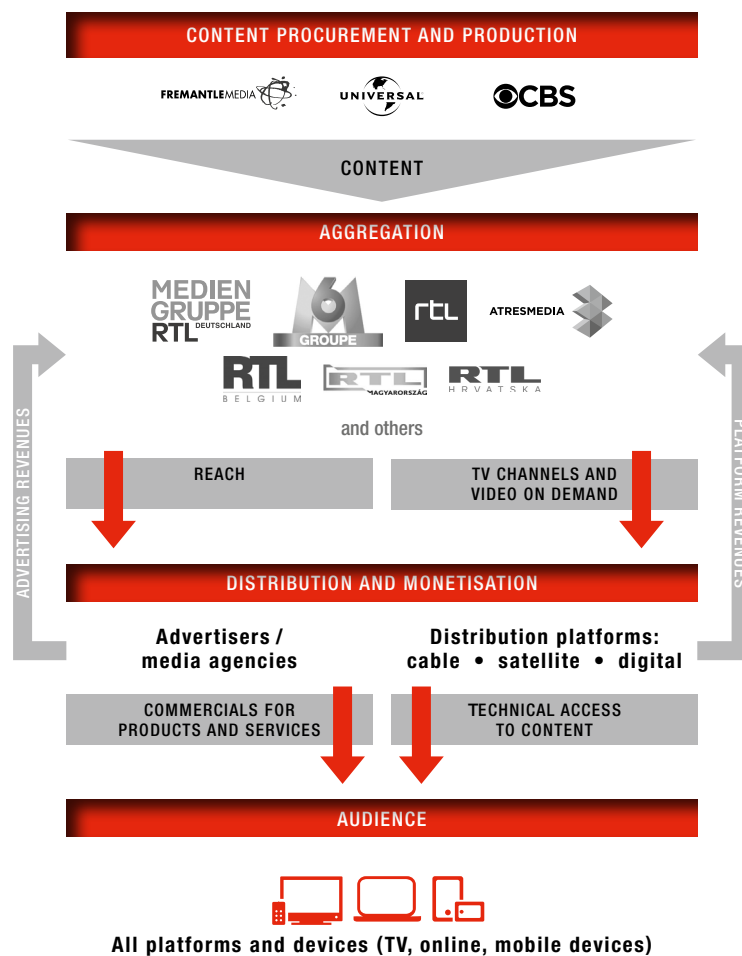 CONTENT PROCUREMENT AND PRODUCTION
FREMANTLEMEDIA
UNIVERSAL
CBS
CONTENT
AGGREGATION
MEDIEN
GRUPPE
RTL DEUTSCHLAND
6
GROUPE
rtl
ATRESMEDIA
RTL
BELGIUM
RTL
MAGYARORSZÁG
RTL
HRVATSKA
and others
ADVERTISING REVENUES
PLATFORM REVENUES
REACH
TV CHANNELS AND
VIDEO ON DEMAND
DISTRIBUTION AND MONETISATION
Advertisers /
media agencies
Distribution platforms:
cable • satellite • digital
COMMERCIALS FOR
PRODUCTS AND SERVICES
TECHNICAL ACCESS
TO CONTENT
AUDIENCE
All platforms and devices (TV, online, mobile devices)